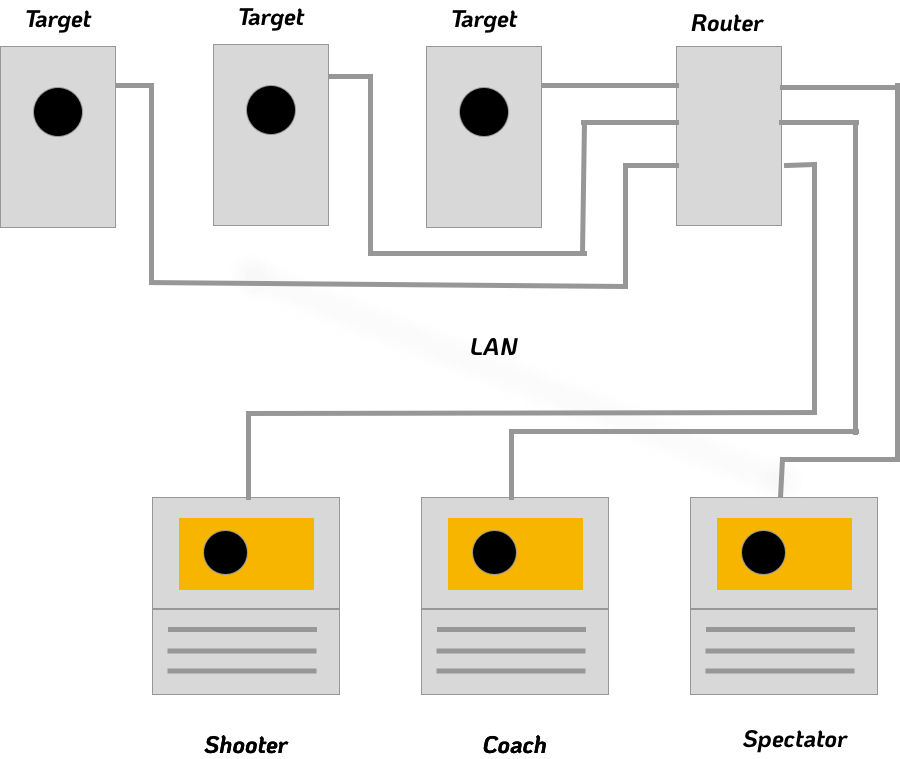 Target
Target
Target
Router
LAN
Shooter
Coach
Spectator